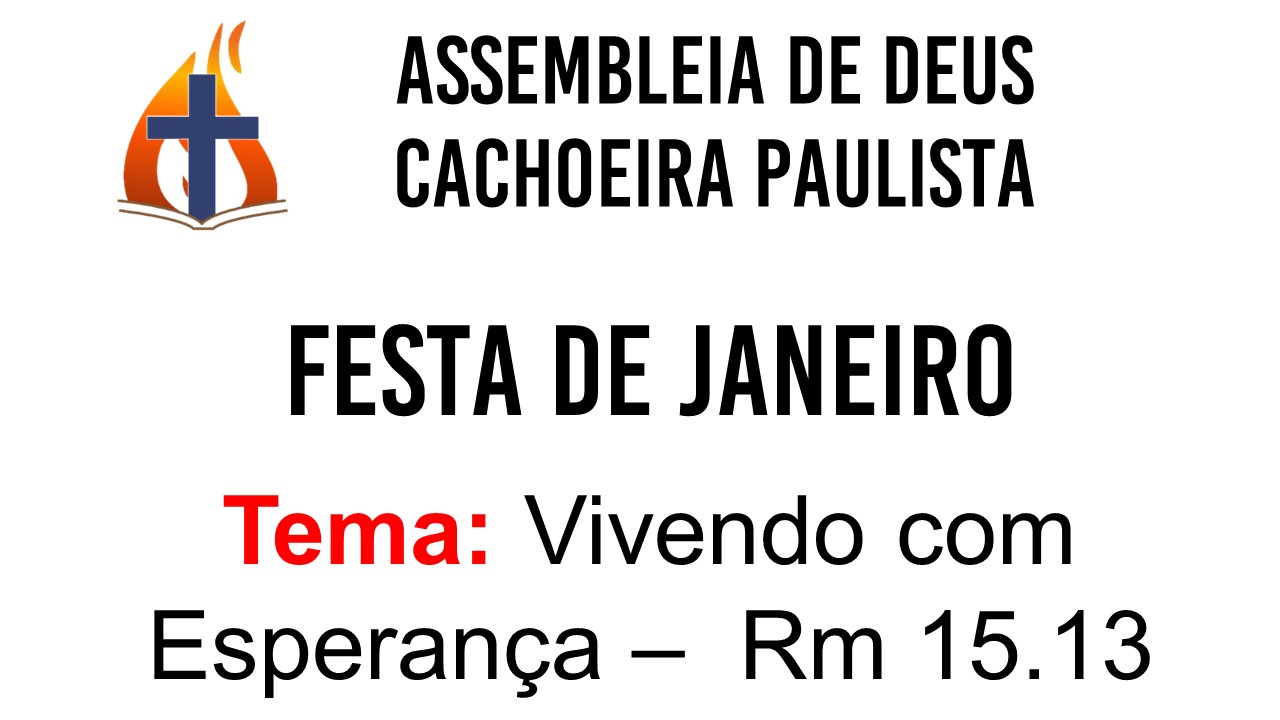 ASSEMBLEIA DE DEUS
CACHOEIRA PAULISTA
FESTA DE JANEIRO
Tema: Vivendo com
Esperança – Rm 15.13